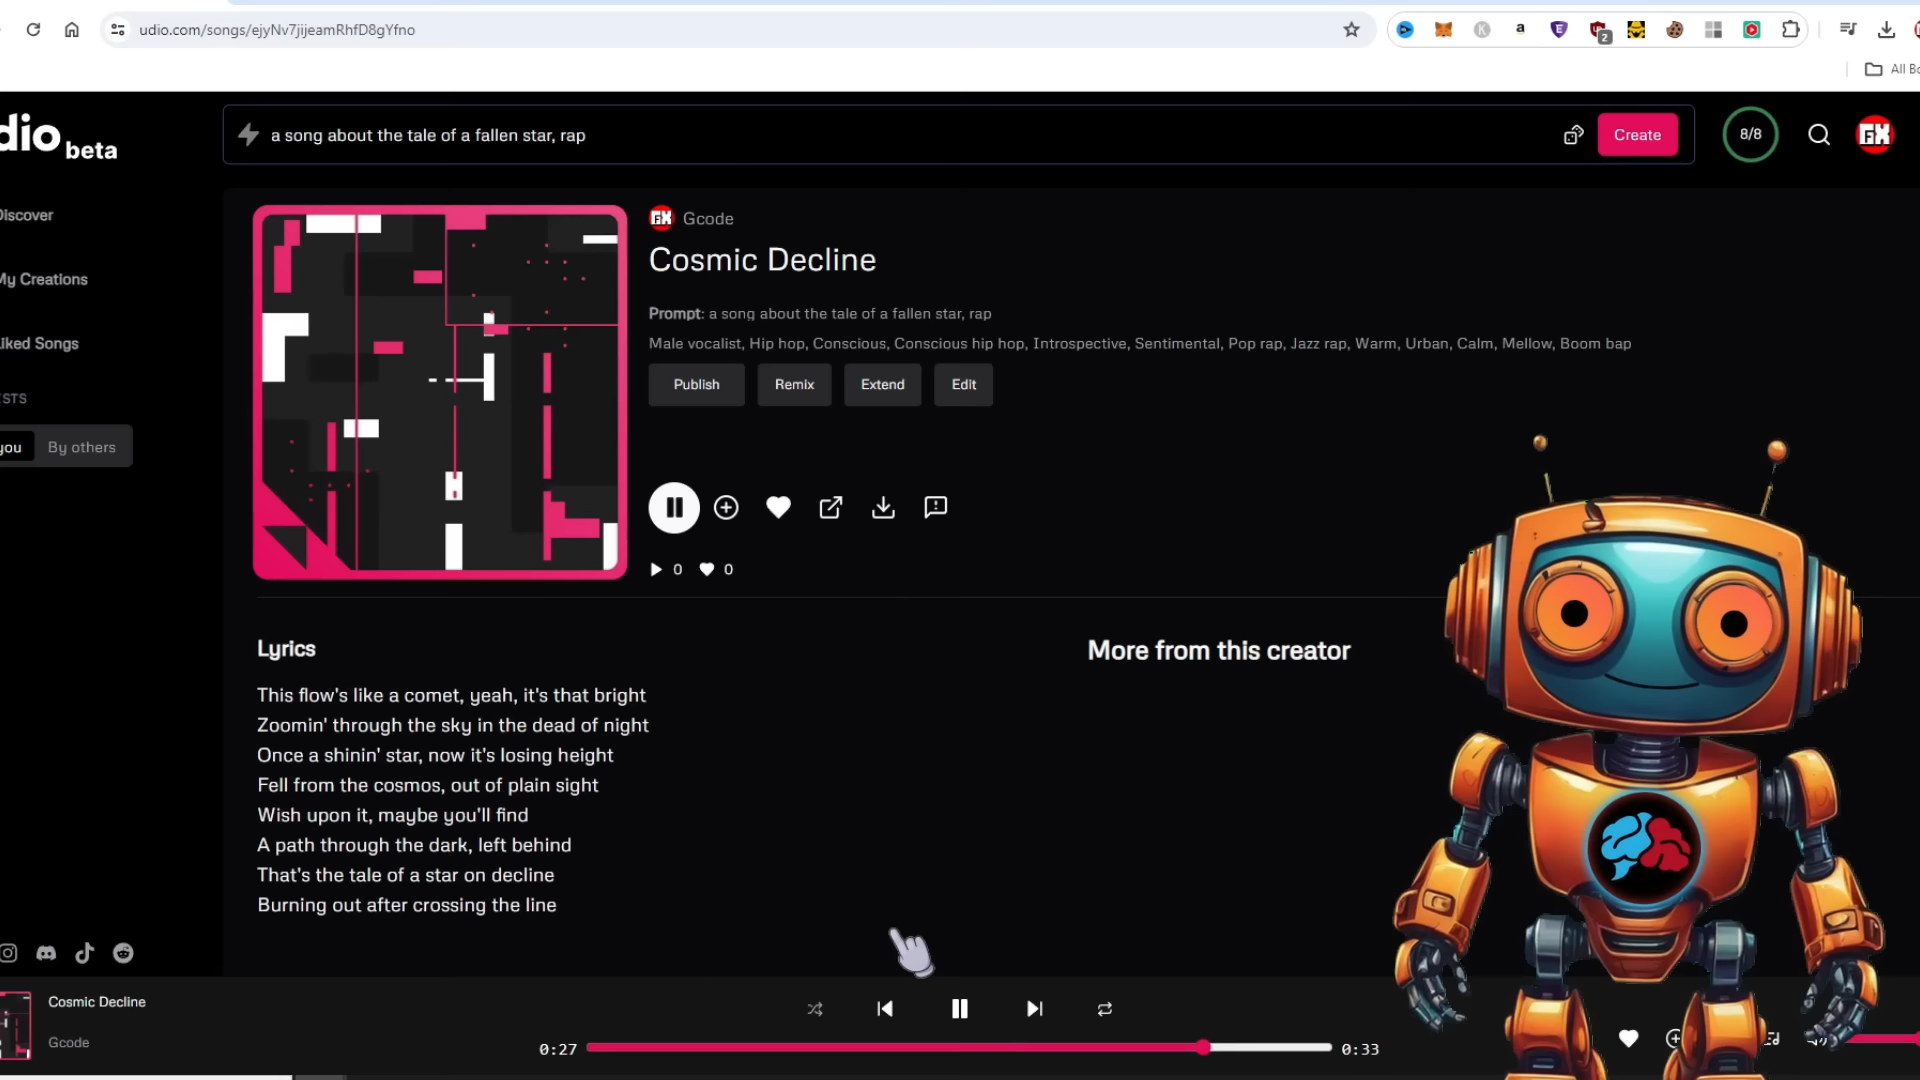 udio.com/songs/ejyNv7jijeamRhfD8gYfno
2
All Bo
dio beta
a song about the tale of a fallen star, rap
Create
8/8
FX
Discover
My Creations
Liked Songs
ESTS
you
By others
FX Gcode
Cosmic Decline
Prompt: a song about the tale of a fallen star, rap
Male vocalist, Hip hop, Conscious, Conscious hip hop, Introspective, Sentimental, Pop rap, Jazz rap, Warm, Urban, Calm, Mellow, Boom bap
Publish
Remix
Extend
Edit
0
0
Lyrics
This flow's like a comet, yeah, it's that bright
Zoomin' through the sky in the dead of night
Once a shinin' star, now it's losing height
Fell from the cosmos, out of plain sight
Wish upon it, maybe you'll find
A path through the dark, left behind
That's the tale of a star on decline
Burning out after crossing the line
More from this creator
Cosmic Decline
Gcode
0:27
0:33